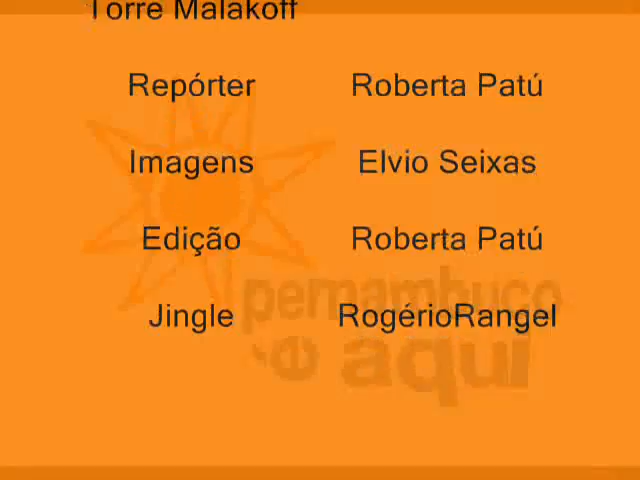 Torre Malakoff
Repórter Roberta Patú
Imagens Elvio Seixas
Edição Roberta Patú
Jingle RogérioRangel
pernambuco
é aqui